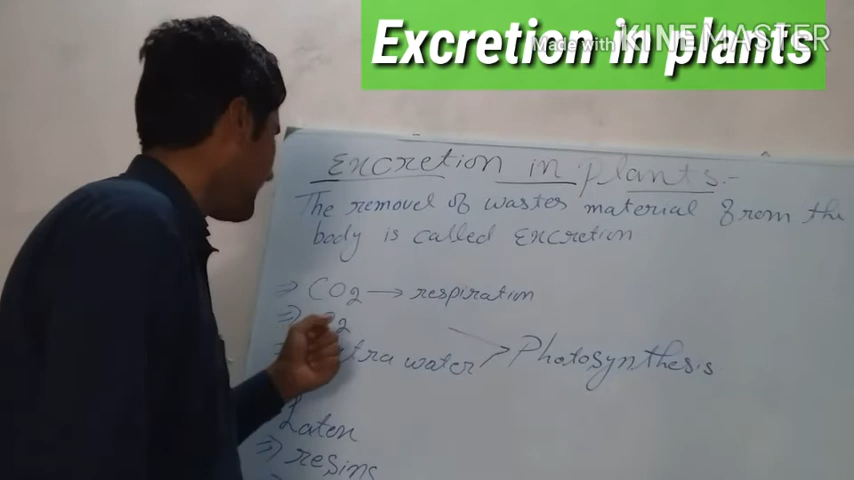 Excretion in plants
Made with KINEMASTER
Excretion in plants:-
The removel of wastes material from the
body is called Excretion
⇒ CO2 → respiration
⇒ 2
water Photosynthesis
Laten
⇒ resins